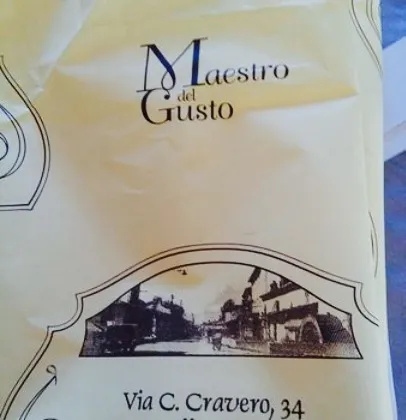 Maestro
del
Gusto
Via C. Cravero, 34